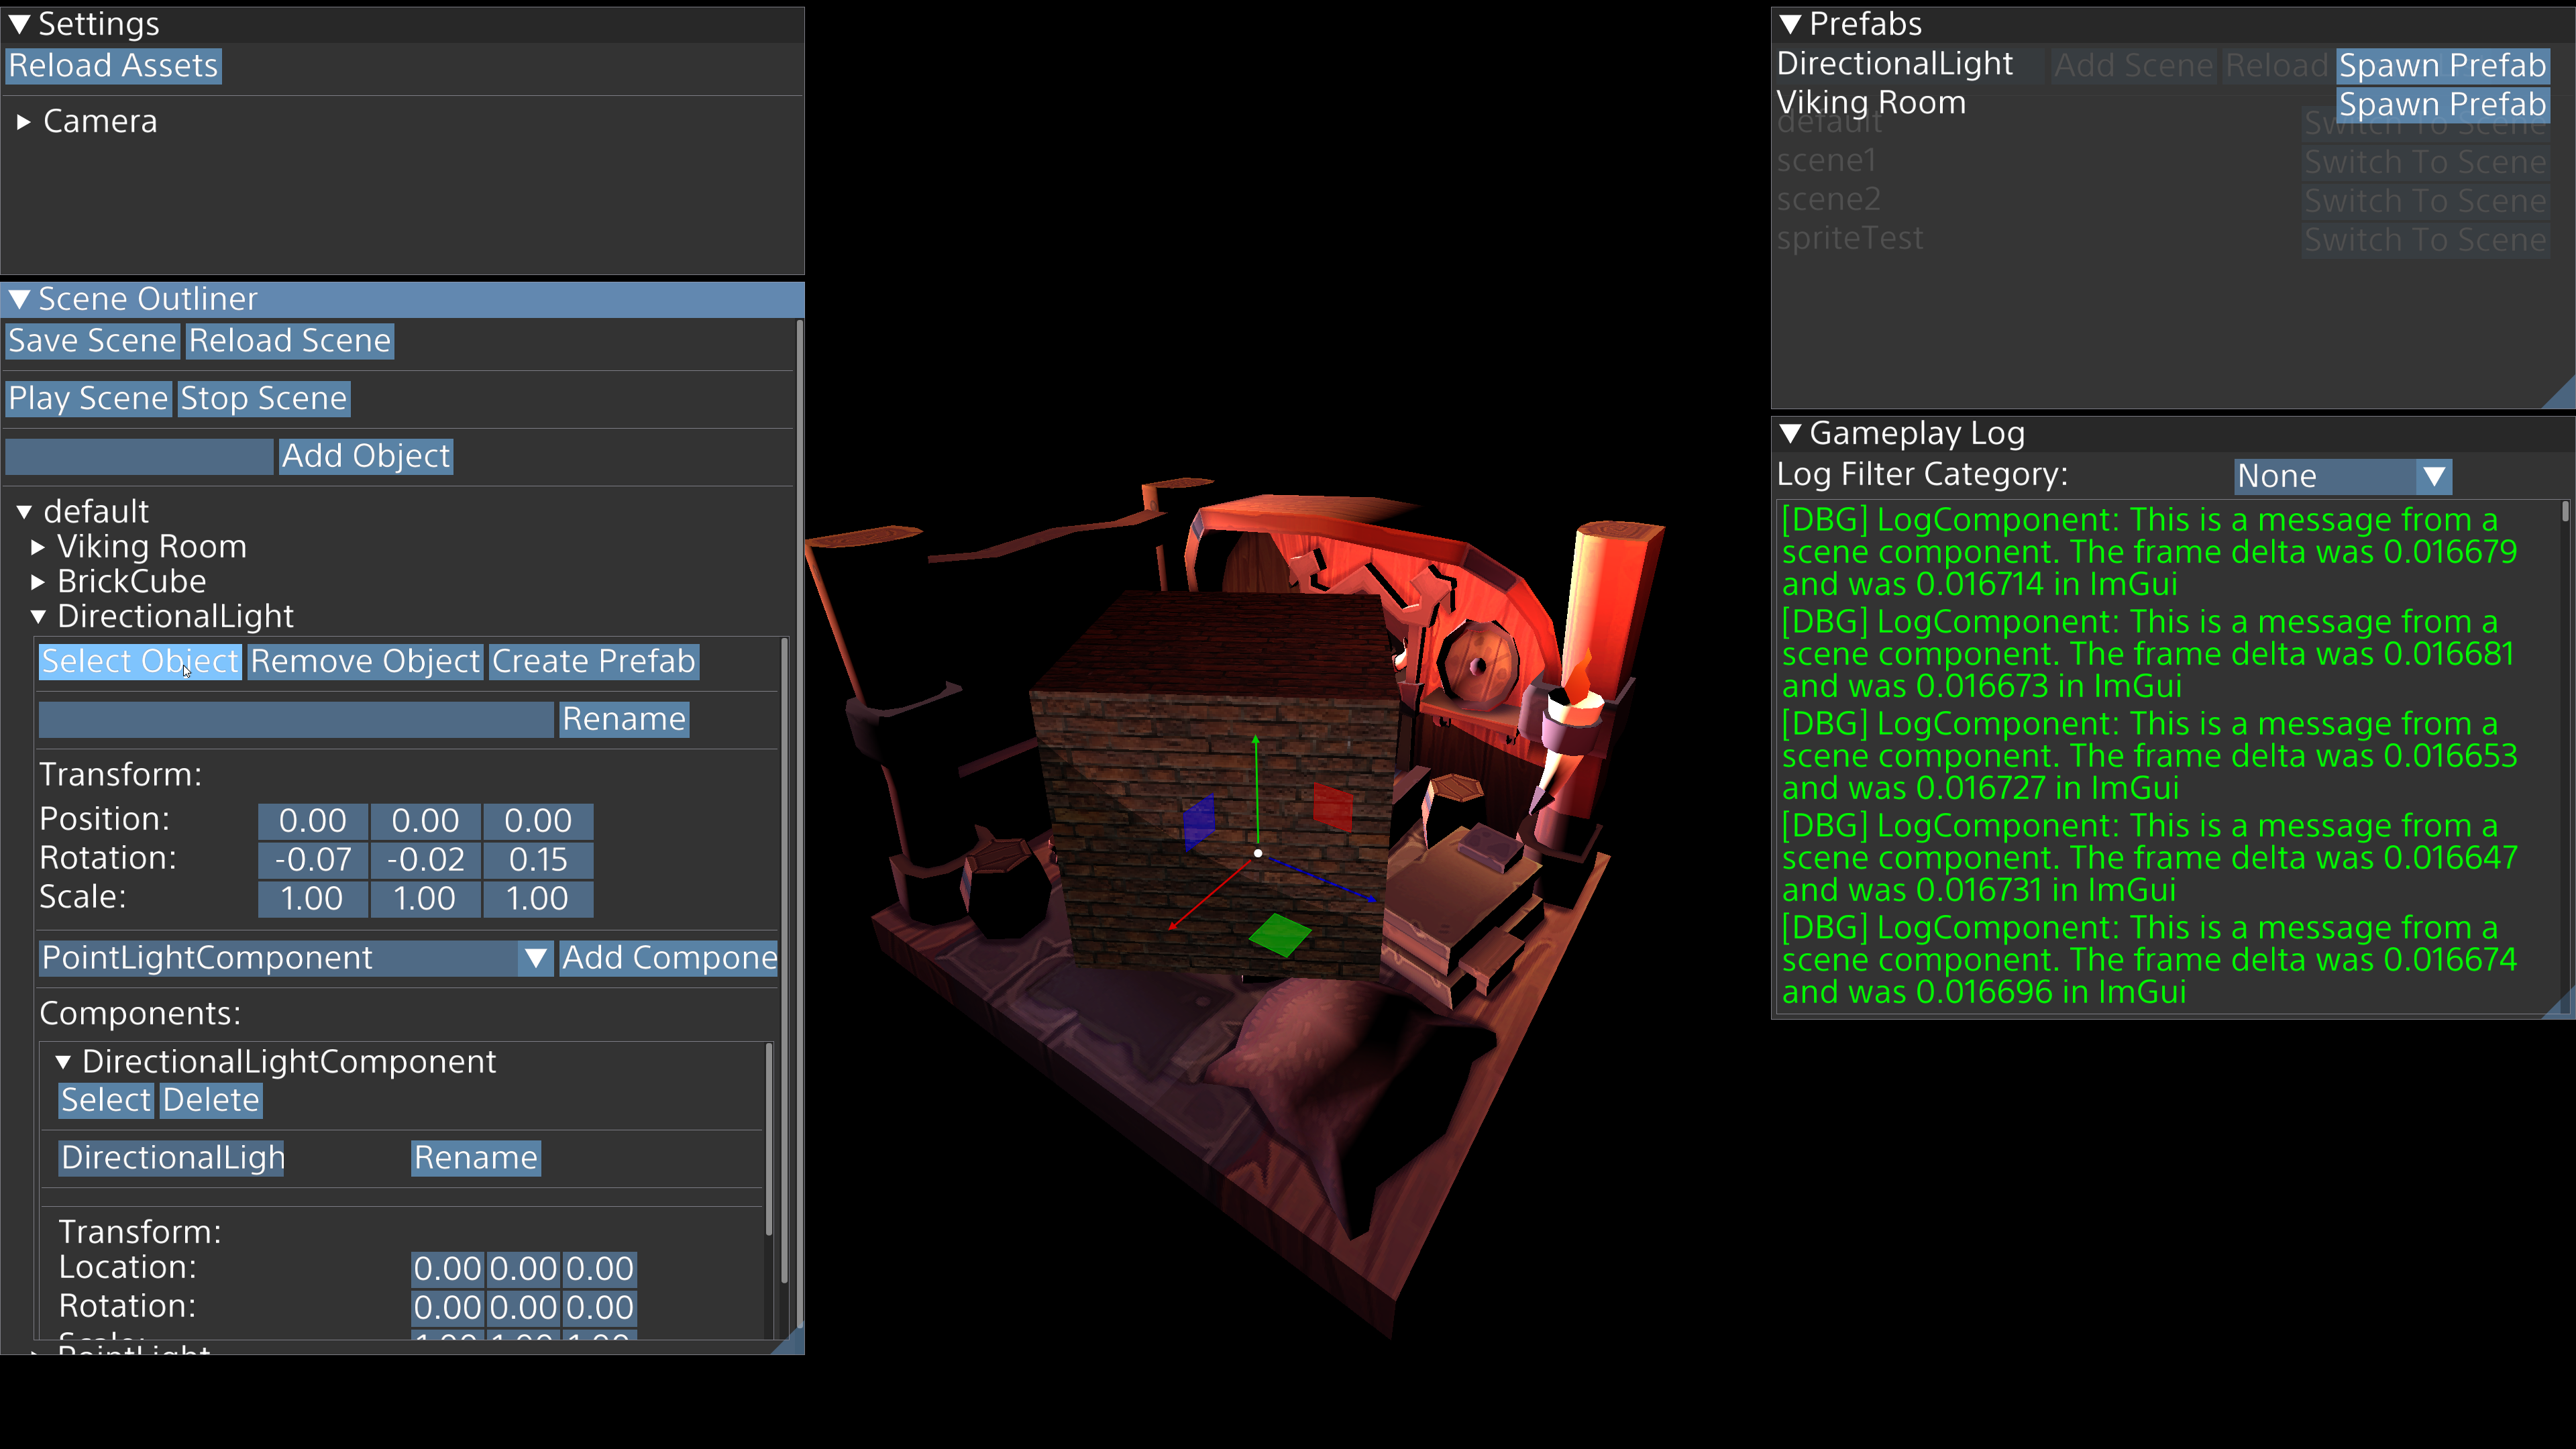 Settings
Reload Assets
Camera
Scene Outliner
Save Scene Reload Scene
Play Scene Stop Scene
Add Object
default
Viking Room
BrickCube
DirectionalLight
Select Object Remove Object Create Prefab
Rename
Transform:
Position: 0.00 0.00 0.00
Rotation: -0.07 -0.02 0.15
Scale: 1.00 1.00 1.00
PointLightComponent Add Compone
Components:
DirectionalLightComponent
Select Delete
DirectionalLigh Rename
Transform:
Location: 0.00 0.00 0.00
Rotation: 0.00 0.00 0.00
Scale: 1.00 1.00 1.00
PointLight
Prefabs
DirectionalLight Add Scene Reload Spawn Prefab
Viking Room Spawn Prefab
default Switch To Scene
scene1 Switch To Scene
scene2 Switch To Scene
spriteTest Switch To Scene
Gameplay Log
Log Filter Category: None
[DBG] LogComponent: This is a message from a
scene component. The frame delta was 0.016679
and was 0.016714 in ImGui
[DBG] LogComponent: This is a message from a
scene component. The frame delta was 0.016681
and was 0.016673 in ImGui
[DBG] LogComponent: This is a message from a
scene component. The frame delta was 0.016653
and was 0.016727 in ImGui
[DBG] LogComponent: This is a message from a
scene component. The frame delta was 0.016647
and was 0.016731 in ImGui
[DBG] LogComponent: This is a message from a
scene component. The frame delta was 0.016674
and was 0.016696 in ImGui